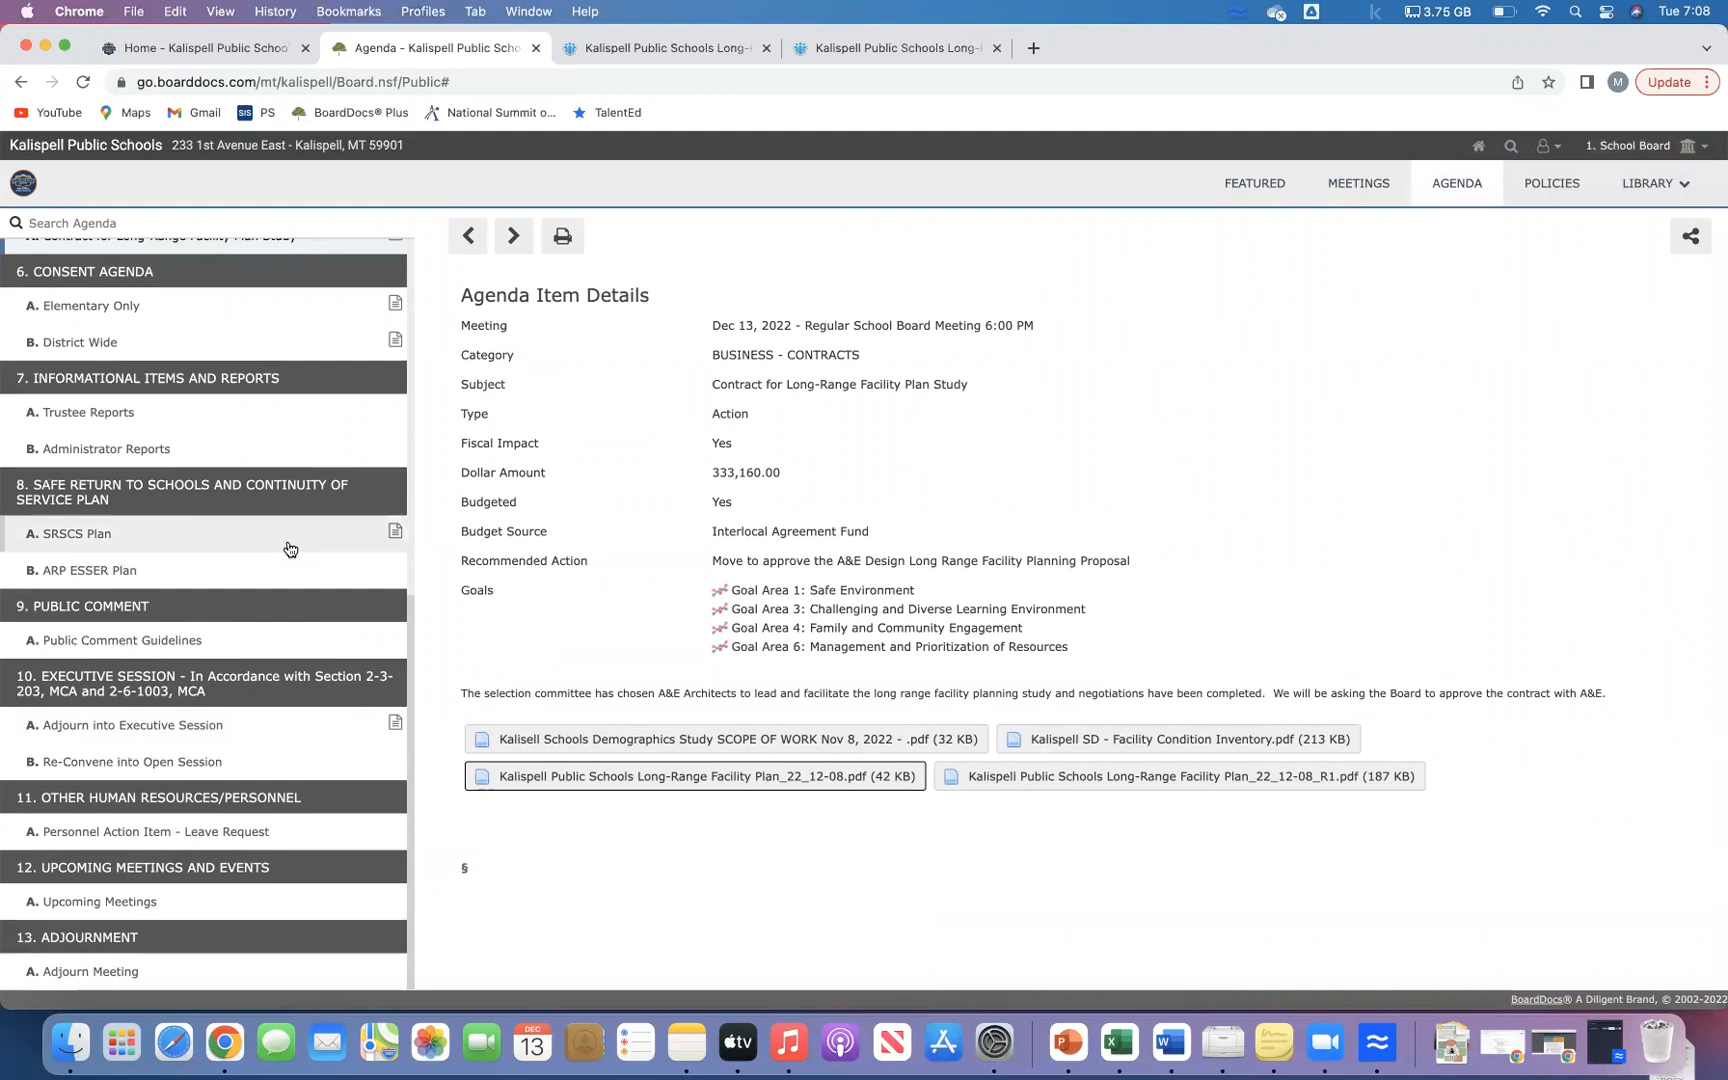 Chrome File Edit View History Bookmarks Profiles Tab Window Help 3.75 GB Tue 7:08
Home - Kalispell Public Schoo Agenda - Kalispell Public Scho Kalispell Public Schools Long- Kalispell Public Schools Long-
go.boarddocs.com/mt/kalispell/Board.nsf/Public# M Update
YouTube Maps Gmail SIS PS BoardDocs® Plus National Summit o... TalentEd
Kalispell Public Schools 233 1st Avenue East - Kalispell, MT 59901 1. School Board
FEATURED MEETINGS AGENDA POLICIES LIBRARY
Search Agenda
A. Contract for Long-Range Facility Plan Study
6. CONSENT AGENDA
A. Elementary Only
B. District Wide
7. INFORMATIONAL ITEMS AND REPORTS
A. Trustee Reports
B. Administrator Reports
8. SAFE RETURN TO SCHOOLS AND CONTINUITY OF
SERVICE PLAN
A. SRSCS Plan
B. ARP ESSER Plan
9. PUBLIC COMMENT
A. Public Comment Guidelines
10. EXECUTIVE SESSION - In Accordance with Section 2-3-
203, MCA and 2-6-1003, MCA
A. Adjourn into Executive Session
B. Re-Convene into Open Session
11. OTHER HUMAN RESOURCES/PERSONNEL
A. Personnel Action Item - Leave Request
12. UPCOMING MEETINGS AND EVENTS
A. Upcoming Meetings
13. ADJOURNMENT
A. Adjourn Meeting
Agenda Item Details
Meeting Dec 13, 2022 - Regular School Board Meeting 6:00 PM
Category BUSINESS - CONTRACTS
Subject Contract for Long-Range Facility Plan Study
Type Action
Fiscal Impact Yes
Dollar Amount 333,160.00
Budgeted Yes
Budget Source Interlocal Agreement Fund
Recommended Action Move to approve the A&E Design Long Range Facility Planning Proposal
Goals Goal Area 1: Safe Environment
Goal Area 3: Challenging and Diverse Learning Environment
Goal Area 4: Family and Community Engagement
Goal Area 6: Management and Prioritization of Resources
The selection committee has chosen A&E Architects to lead and facilitate the long range facility planning study and negotiations have been completed. We will be asking the Board to approve the contract with A&E.
Kalisell Schools Demographics Study SCOPE OF WORK Nov 8, 2022 - .pdf (32 KB) Kalispell SD - Facility Condition Inventory.pdf (213 KB)
Kalispell Public Schools Long-Range Facility Plan_22_12-08.pdf (42 KB) Kalispell Public Schools Long-Range Facility Plan_22_12-08_R1.pdf (187 KB)
§
BoardDocs® A Diligent Brand, © 2002-2022
DEC
13
tv
P X W